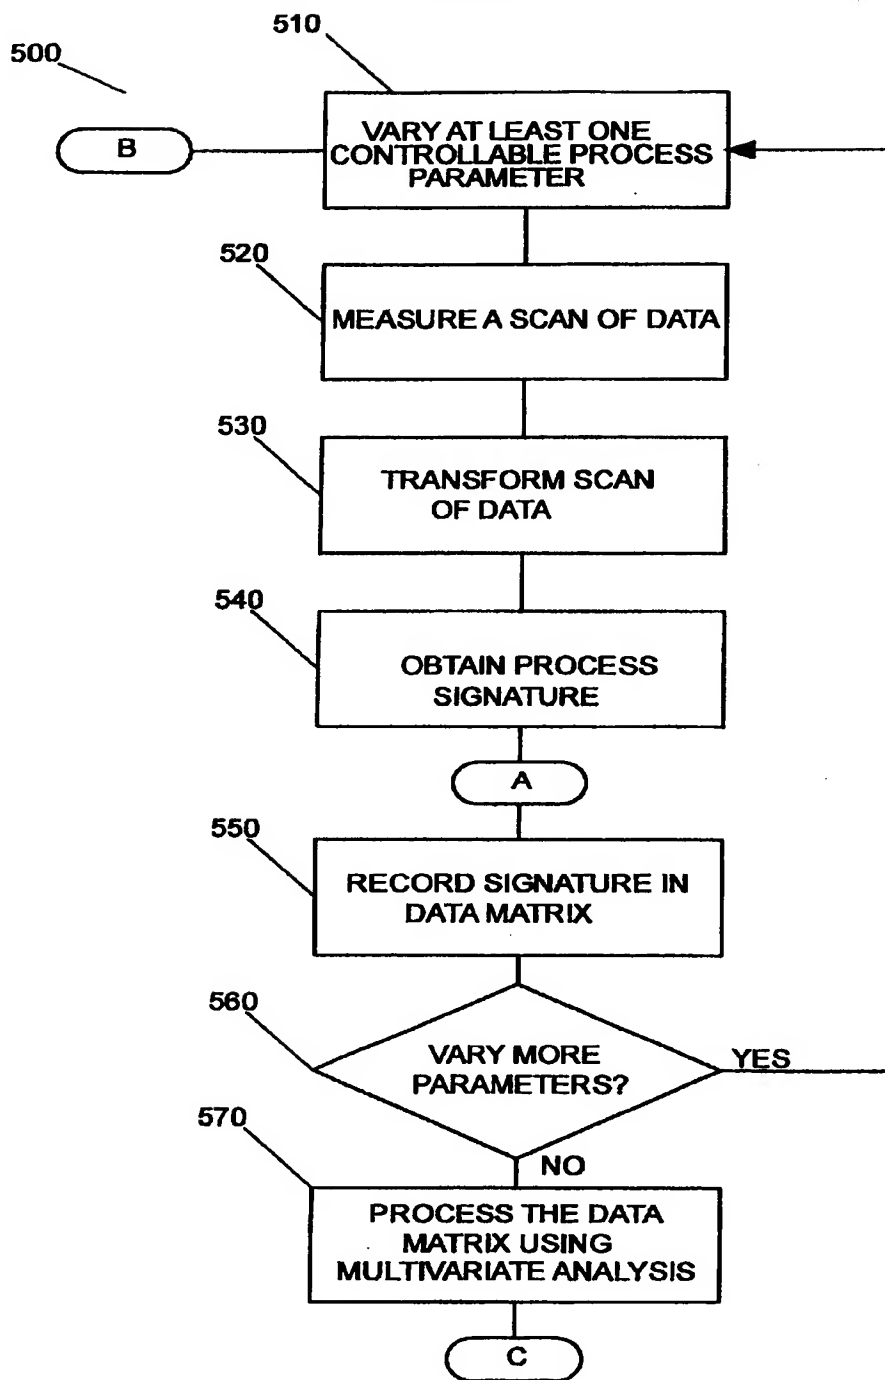 510
500
B
VARY AT LEAST ONE
CONTROLLABLE PROCESS
PARAMETER
520
MEASURE A SCAN OF DATA
530
TRANSFORM SCAN
OF DATA
540
OBTAIN PROCESS
SIGNATURE
A
550
RECORD SIGNATURE IN
DATA MATRIX
560
VARY MORE
PARAMETERS?
YES
570
NO
PROCESS THE DATA
MATRIX USING
MULTIVARIATE ANALYSIS
C